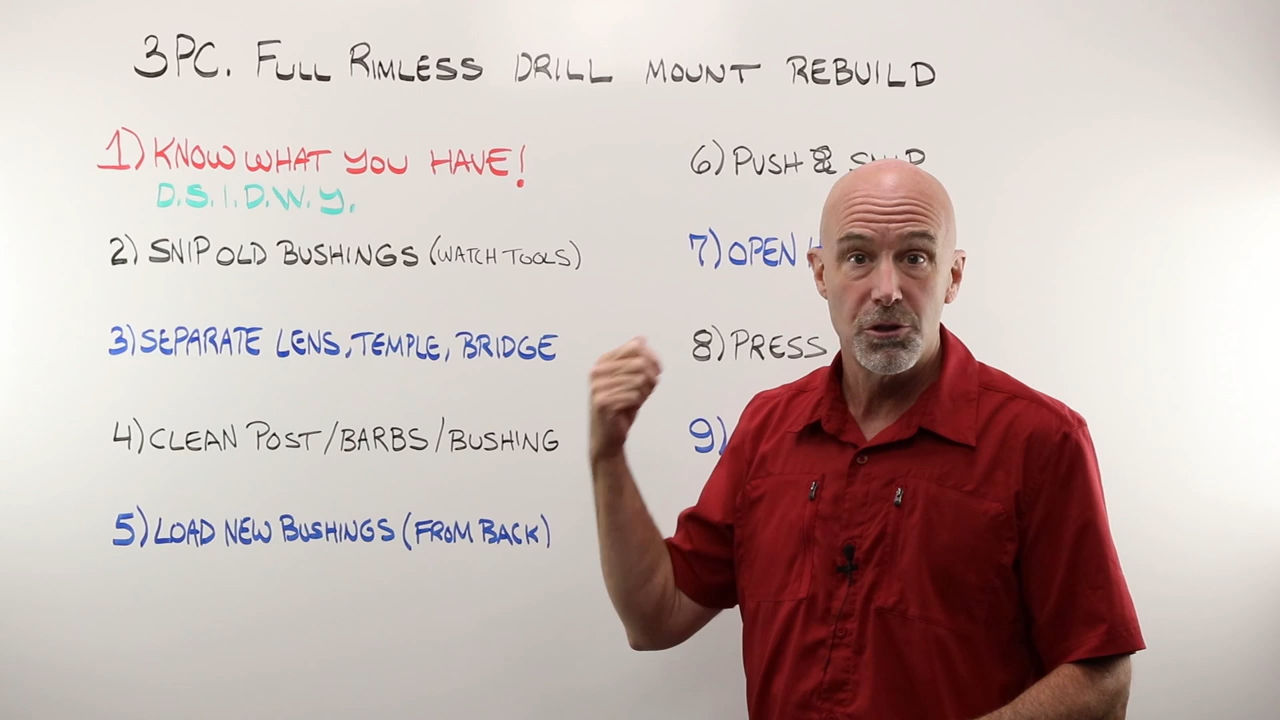 3PC. FULL RIMLESS DRILL MOUNT REBUILD
1) KNOW WHAT YOU HAVE!
D.S.I.D.W.Y.
2) SNIP OLD BUSHINGS (WATCH TOOLS)
3) SEPARATE LENS, TEMPLE, BRIDGE
4) CLEAN POST/BARBS/BUSHING
5) LOAD NEW BUSHINGS (FROM BACK)
6) PUSH & SNIP
7) OPEN
8) PRESS
9)